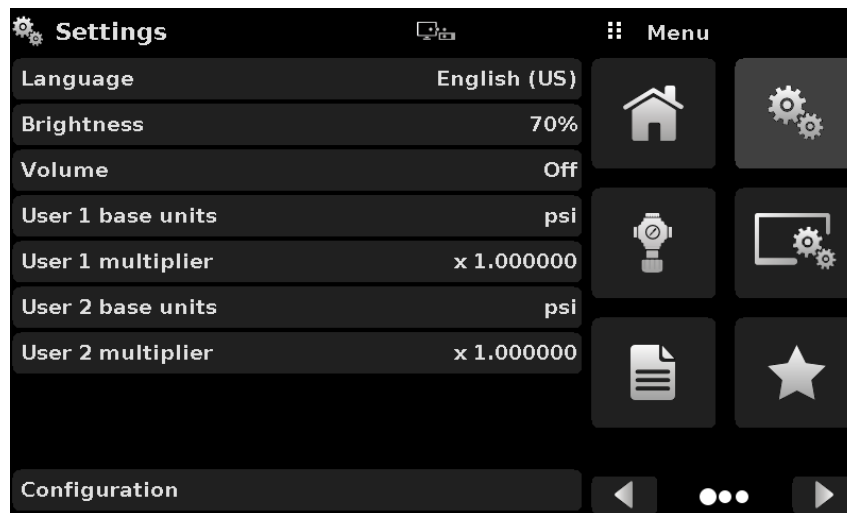 Settings
Menu
Language English (US)
Brightness 70%
Volume Off
User 1 base units psi
User 1 multiplier x 1.000000
User 2 base units psi
User 2 multiplier x 1.000000
Configuration